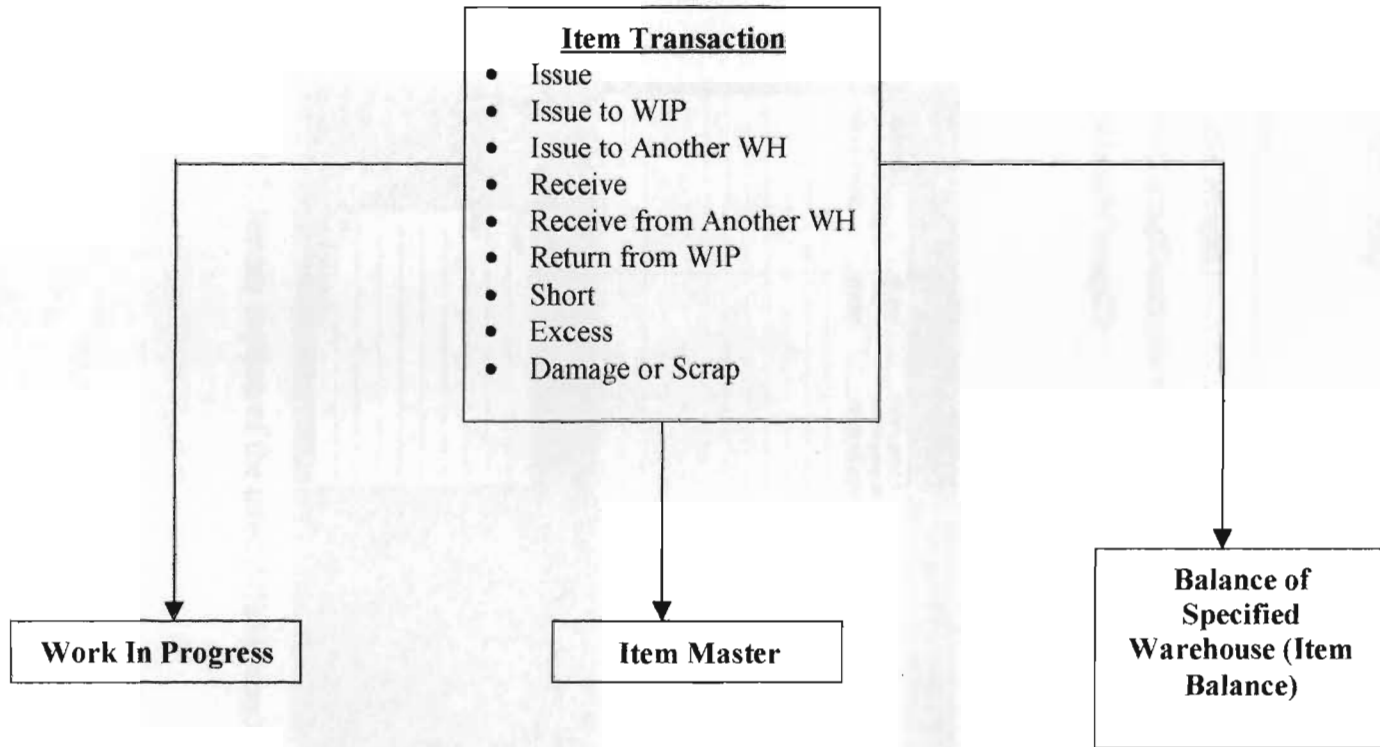 Item Transaction
• Issue
• Issue to WIP
• Issue to Another WH
• Receive
• Receive from Another WH
• Return from WIP
• Short
• Excess
• Damage or Scrap
Work In Progress
Item Master
Balance of
Specified
Warehouse (Item
Balance)